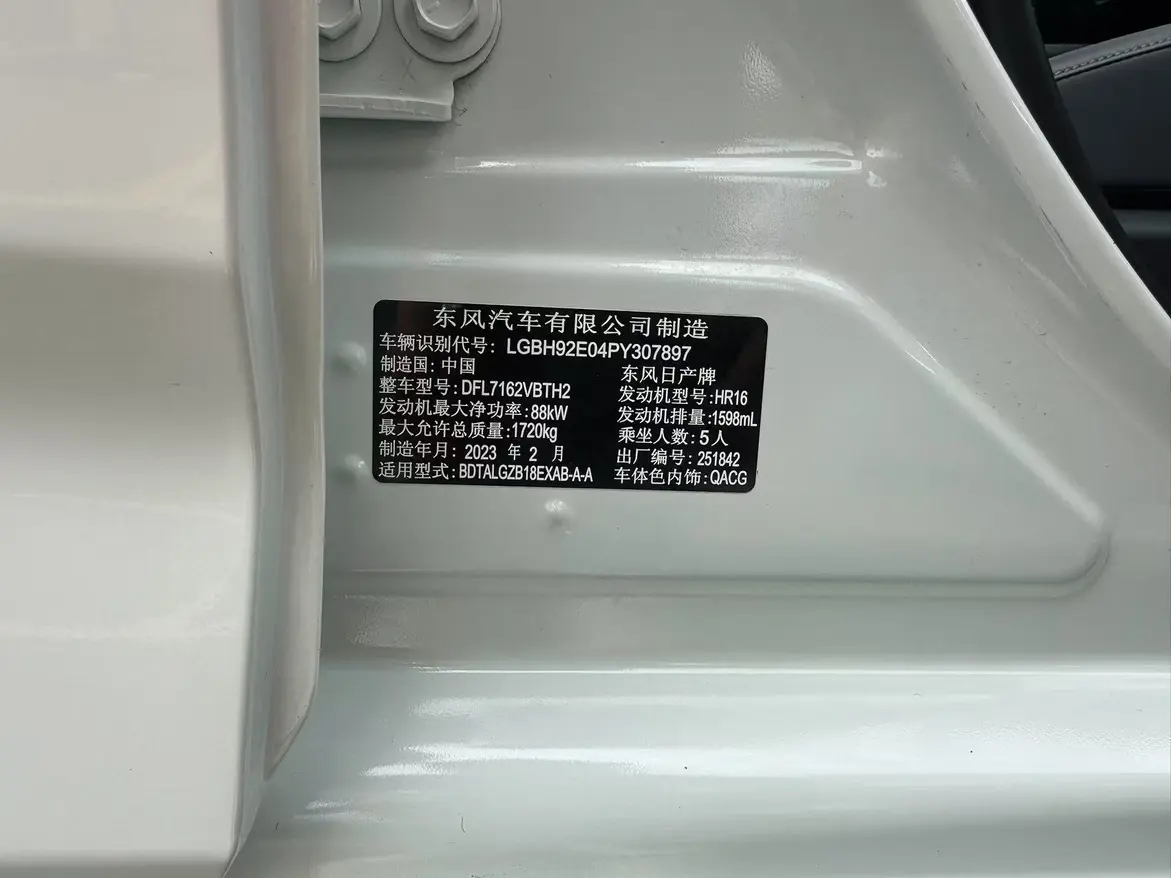 东风汽车有限公司制造
车辆识别代号: LGBH92E04PY307897
制造国: 中国 东风日产牌
整车型号: DFL7162VBTH2 发动机型号:HR16
发动机最大净功率:88kW 发动机排量:1598mL
最大允许总质量:1720kg 乘坐人数: 5 人
制造年月: 2023 年 2 月 出厂编号: 251842
适用型式: BDTALGZB18EXAB-A-A 车体色内饰:QACG